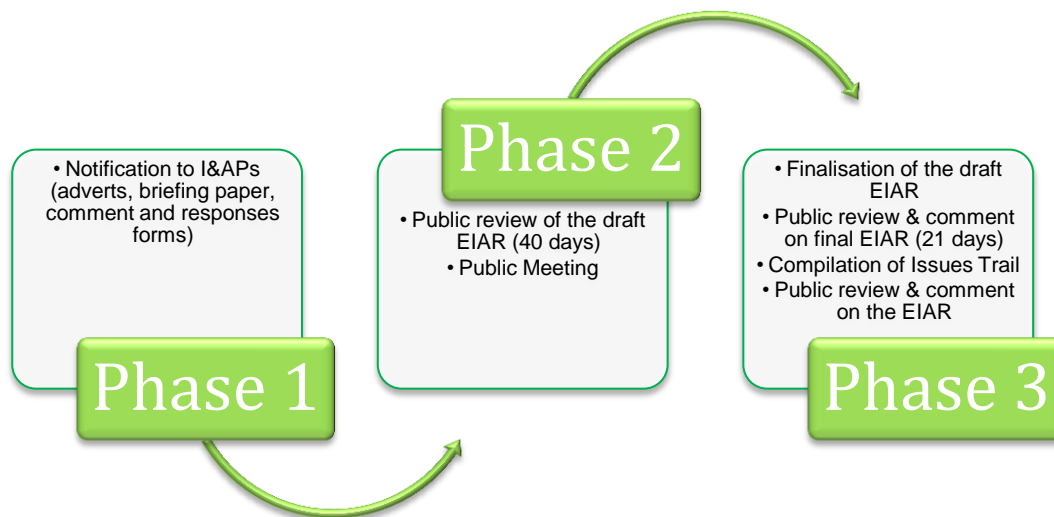 • Notification to I&APs
(adverts, briefing paper,
comment and responses
forms)
Phase 1
Phase 2
• Public review of the draft
EIAR (40 days)
• Public Meeting
• Finalisation of the draft
EIAR
• Public review & comment
on final EIAR (21 days)
• Compilation of Issues Trail
• Public review & comment
on the EIAR
Phase 3